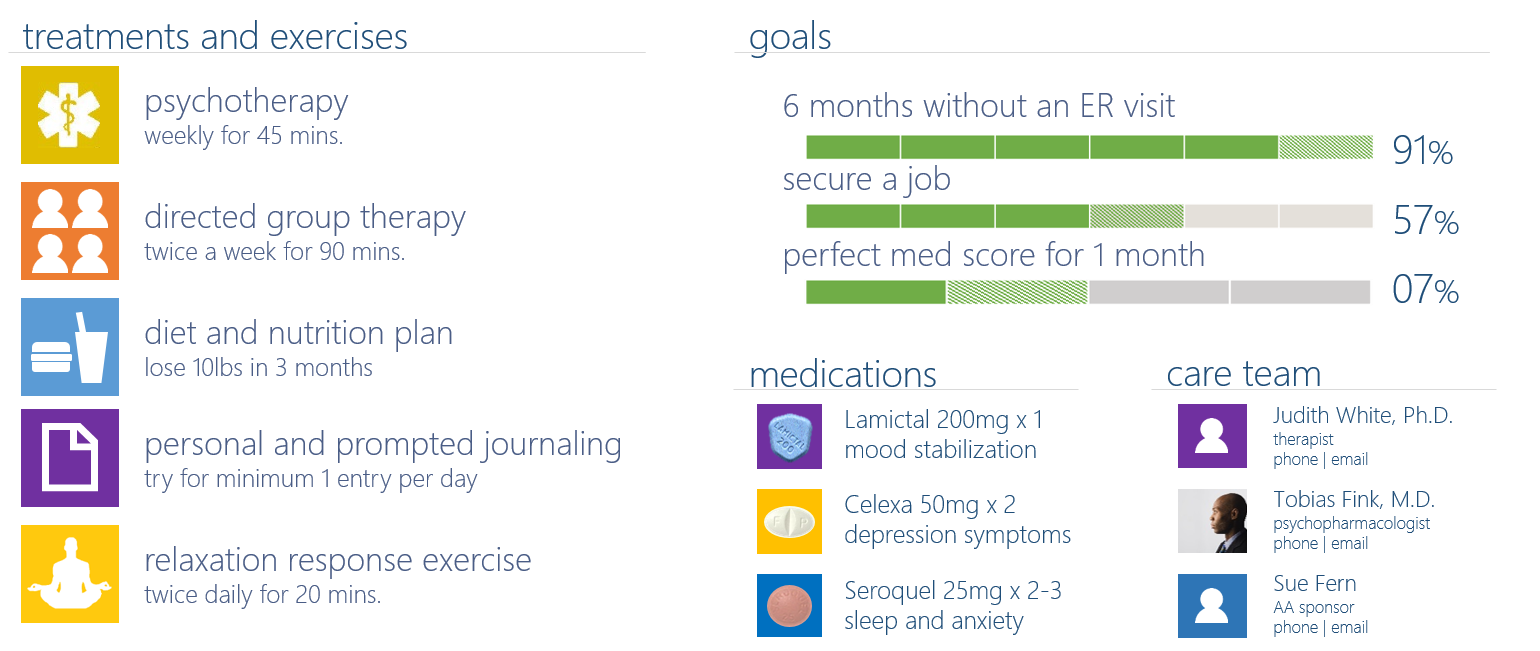 treatments and exercises
psychotherapy
weekly for 45 mins.
directed group therapy
twice a week for 90 mins.
diet and nutrition plan
lose 10lbs in 3 months
personal and prompted journaling
try for minimum 1 entry per day
relaxation response exercise
twice daily for 20 mins.
goals
6 months without an ER visit
91%
secure a job
57%
perfect med score for 1 month
07%
medications
LAMICTAL
200
Lamictal 200mg x 1
mood stabilization
F P
Celexa 50mg x 2
depression symptoms
Seroquel 25mg x 2-3
sleep and anxiety
care team
Judith White, Ph.D.
therapist
phone | email
Tobias Fink, M.D.
psychopharmacologist
phone | email
Sue Fern
AA sponsor
phone | email